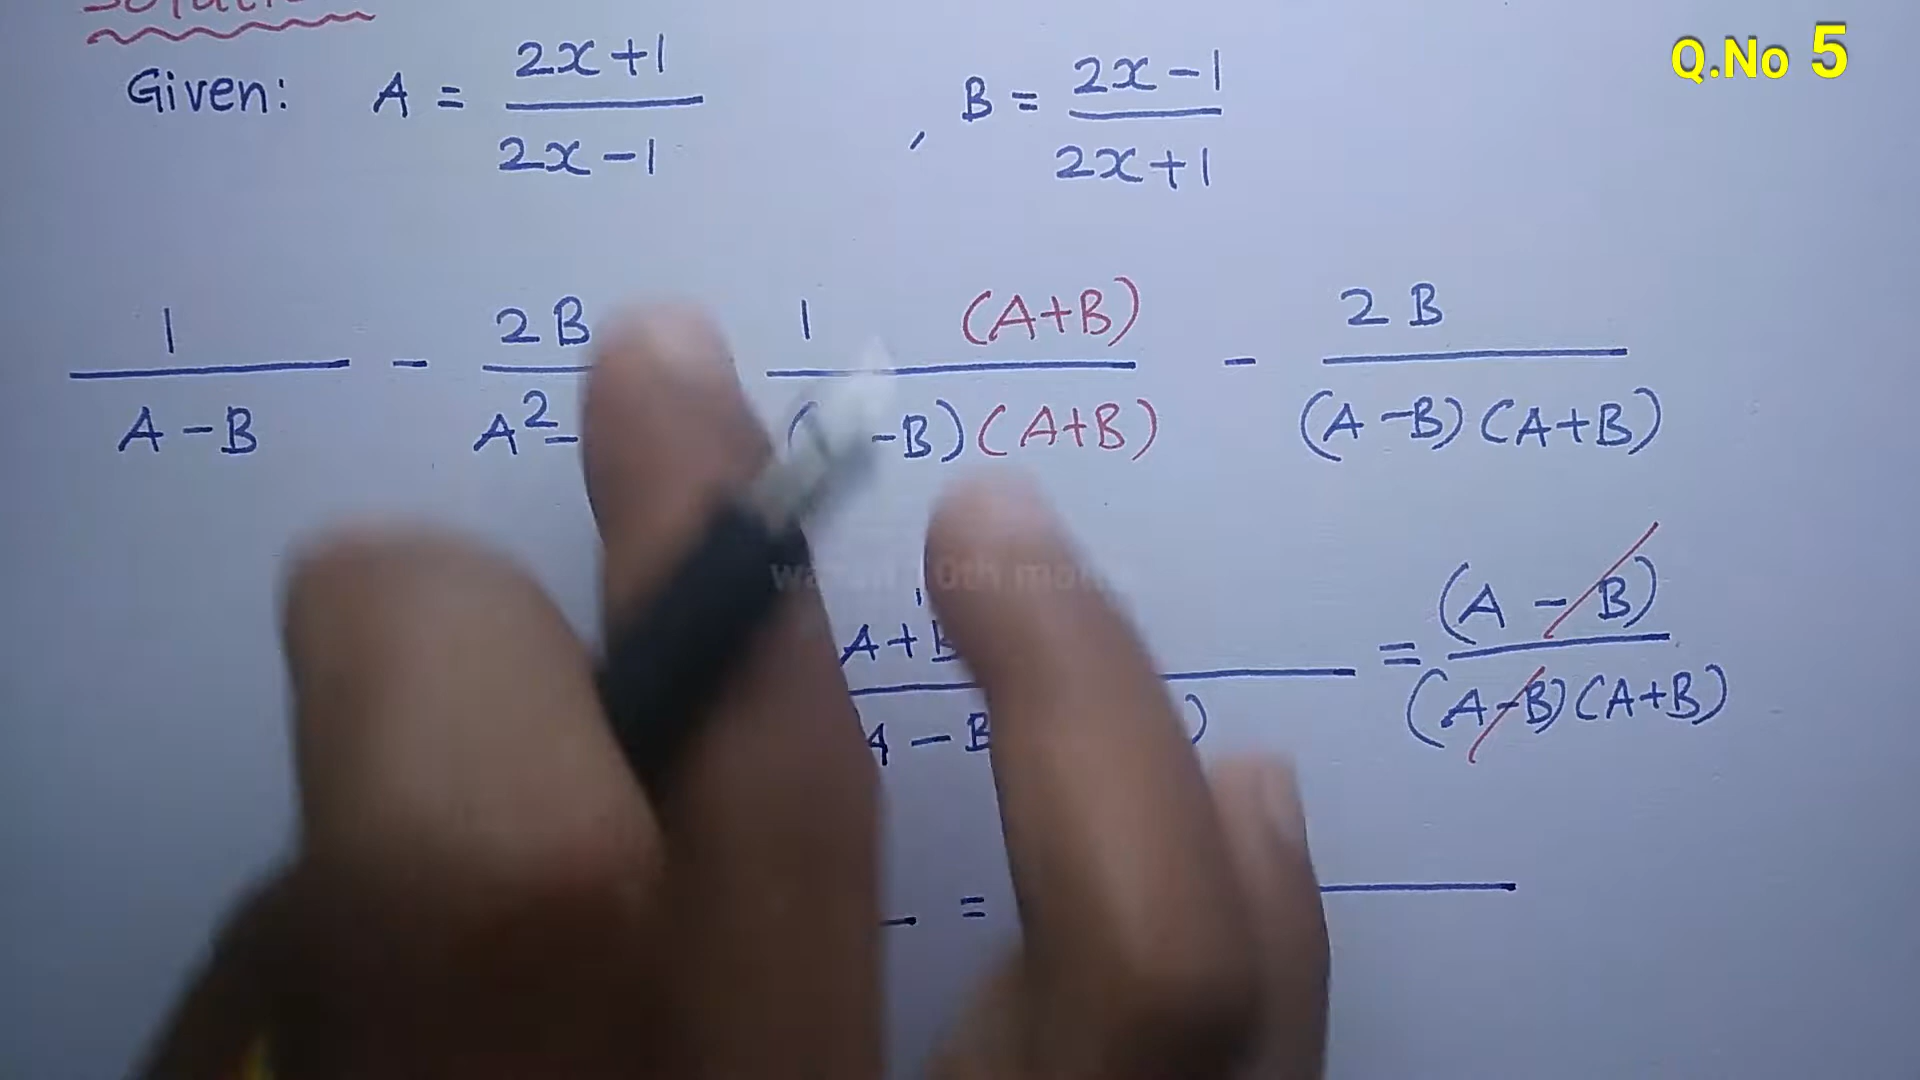 Q.No 5
Given: A = (2x+1)/(2x-1) , B = (2x-1)/(2x+1)
1/(A-B) - 2B/A²- 1 (A+B)/( -B)(A+B) - 2B/(A-B)(A+B)
A+B / A-B ) = (A-B)/(A-B)(A+B)
=